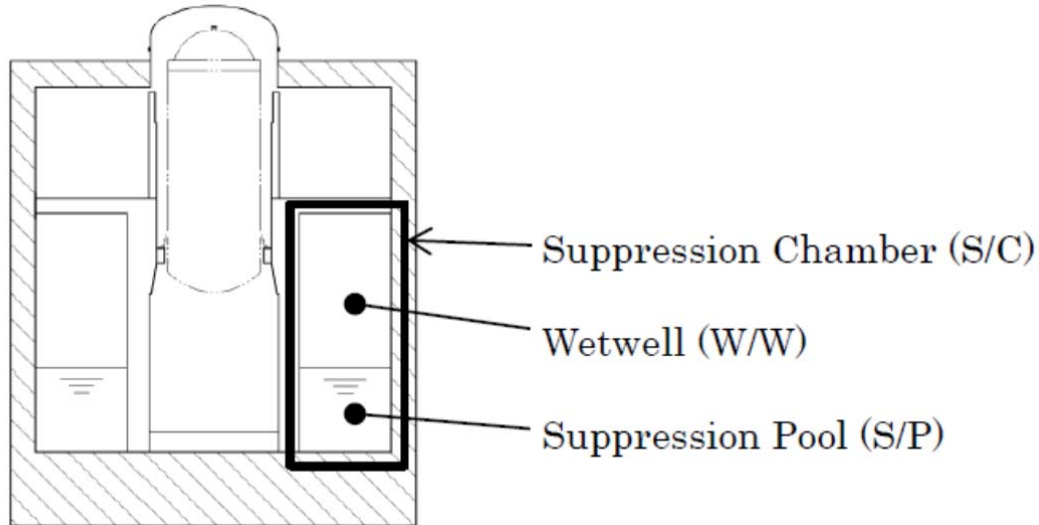 Suppression Chamber (S/C)
Wetwell (W/W)
Suppression Pool (S/P)